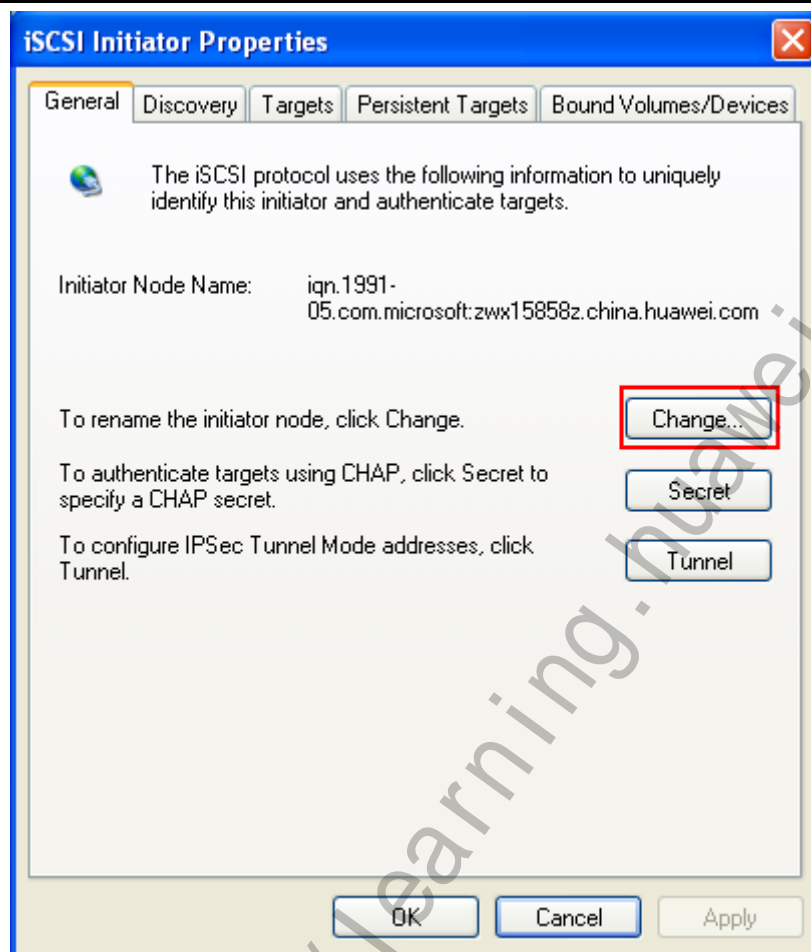 iSCSI Initiator Properties
General Discovery Targets Persistent Targets Bound Volumes/Devices
The iSCSI protocol uses the following information to uniquely
identify this initiator and authenticate targets.
Initiator Node Name: iqn.1991-
05.com.microsoft:zwx15858z.china.huawei.com
To rename the initiator node, click Change.
Change...
To authenticate targets using CHAP, click Secret to
specify a CHAP secret.
Secret
To configure IPSec Tunnel Mode addresses, click
Tunnel.
Tunnel
OK Cancel Apply
learning.huawei